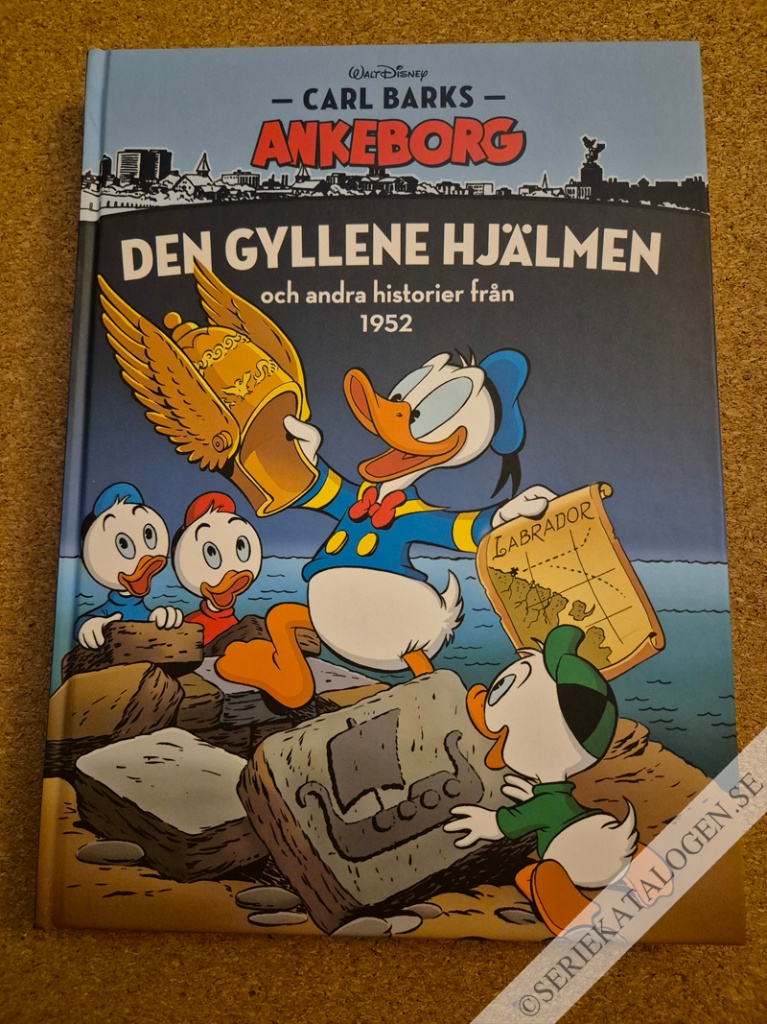 WALT DISNEY
— CARL BARKS —
ANKEBORG
DEN GYLLENE HJÄLMEN
och andra historier från
1952
LABRADOR
©SERIEKATALOGEN.SE